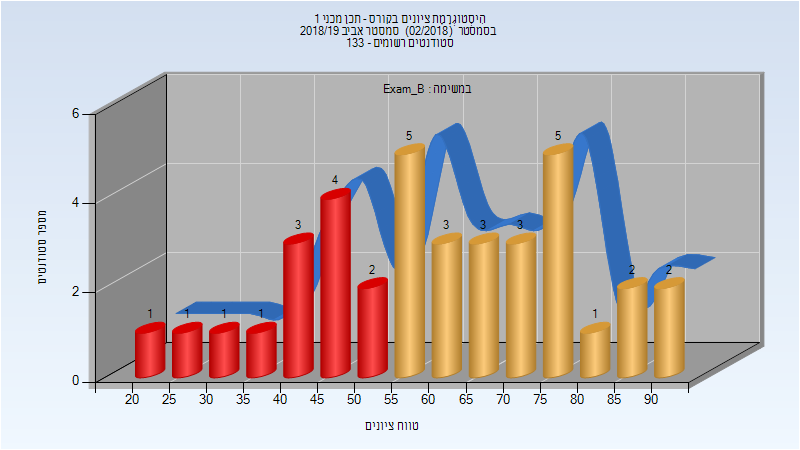 היסטוגרמת ציונים בקורס - תכן מכני 1
בסמסטר (02/2018) סמסטר אביב 2018/19
סטודנטים רשומים - 133
במשימה : Exam_B
מספר סטודנטים
6
4
2
0
1
1
1
1
3
4
2
5
3
3
3
5
1
2
2
20 25 30 35 40 45 50 55 60 65 70 75 80 85 90
טווח ציונים